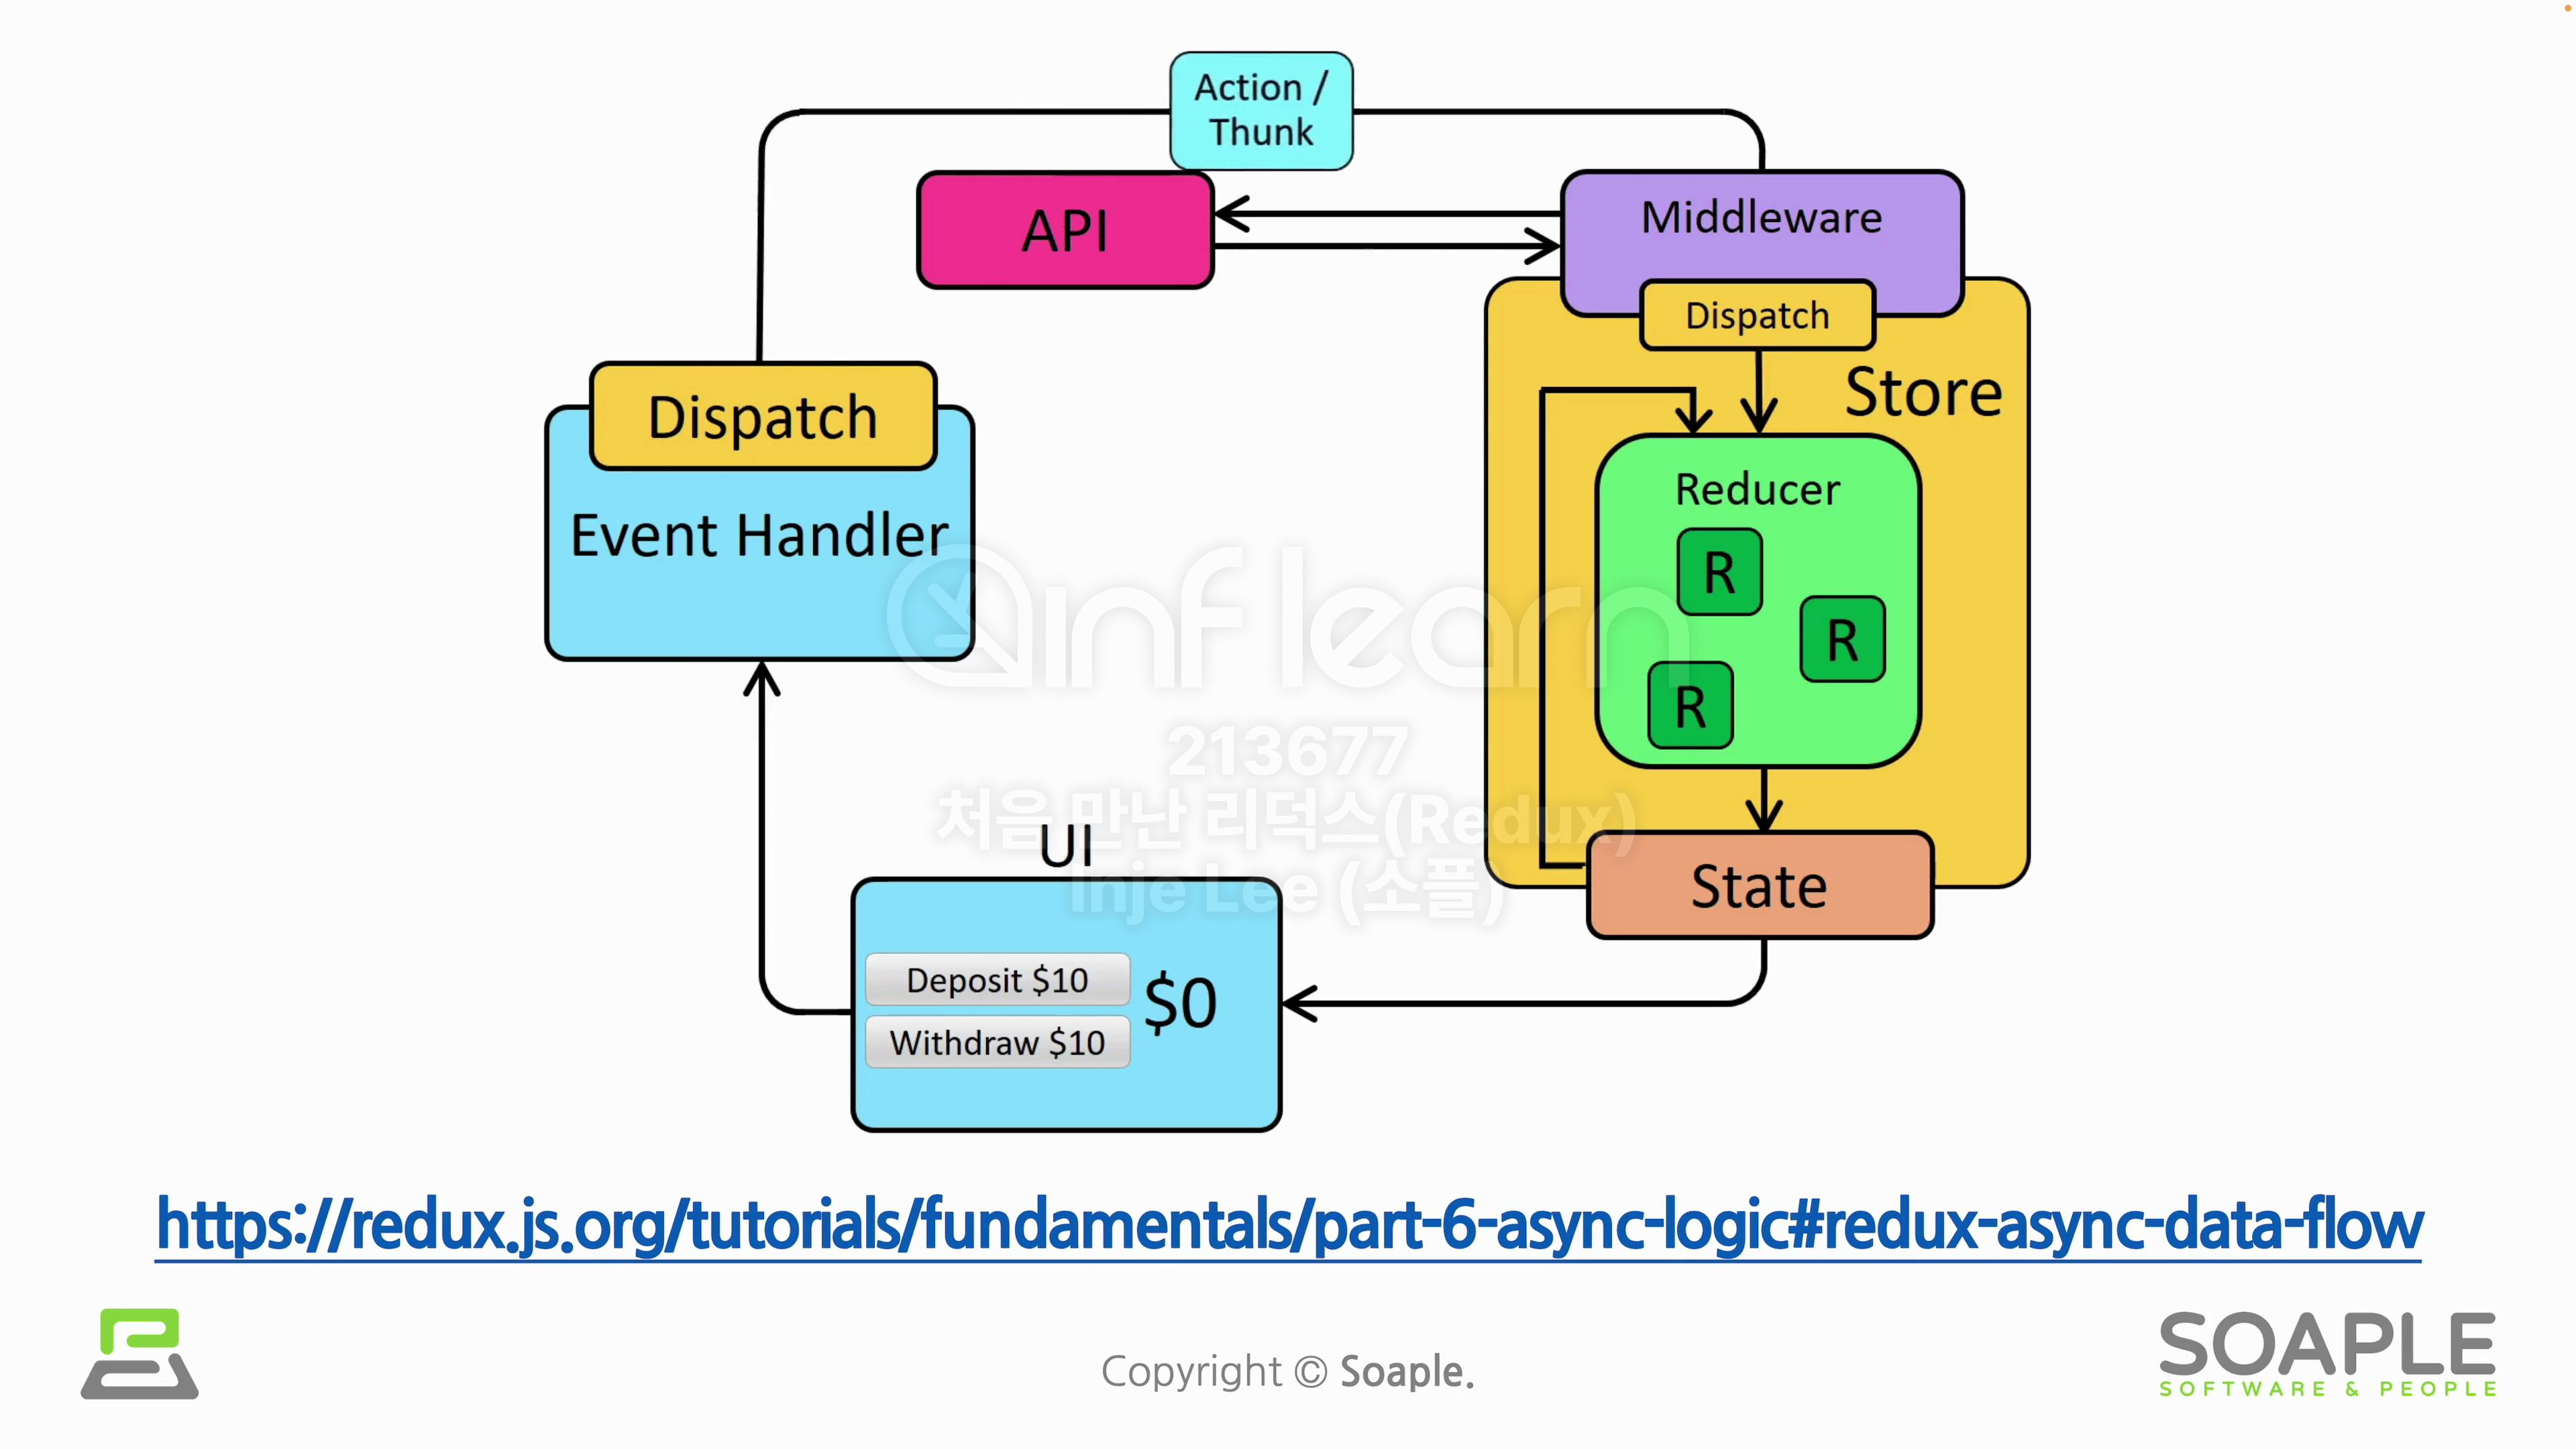 Action /
Thunk
API
Middleware
Dispatch
Store
Dispatch
Event Handler
Reducer
R
R
R
State
UI
Deposit $10
Withdraw $10
$0
inflearn
213677
처음 만난 리덕스(Redux)
Inje Lee (소플)
https://redux.js.org/tutorials/fundamentals/part-6-async-logic#redux-async-data-flow
Copyright © Soaple.
SOAPLE
SOFTWARE & PEOPLE